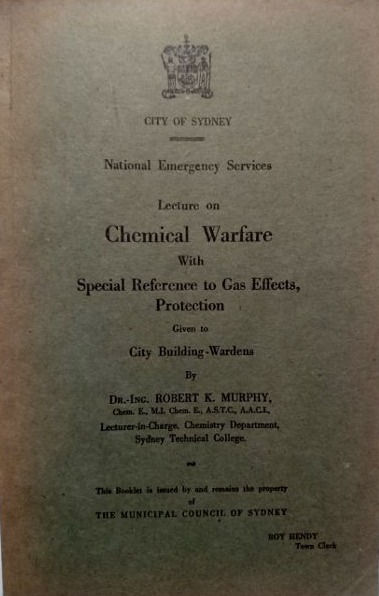 CITY OF SYDNEY
National Emergency Services
Lecture on
Chemical Warfare
With
Special Reference to Gas Effects,
Protection
Given to
City Building-Wardens
By
DR.-ING. ROBERT K. MURPHY,
Chem. E., M.I. Chem. E., A.S.T.C., A.A.C.I.,
Lecturer-in-Charge, Chemistry Department,
Sydney Technical College.
This Booklet is issued by and remains the property
of
THE MUNICIPAL COUNCIL OF SYDNEY
ROY HENDY
Town Clerk